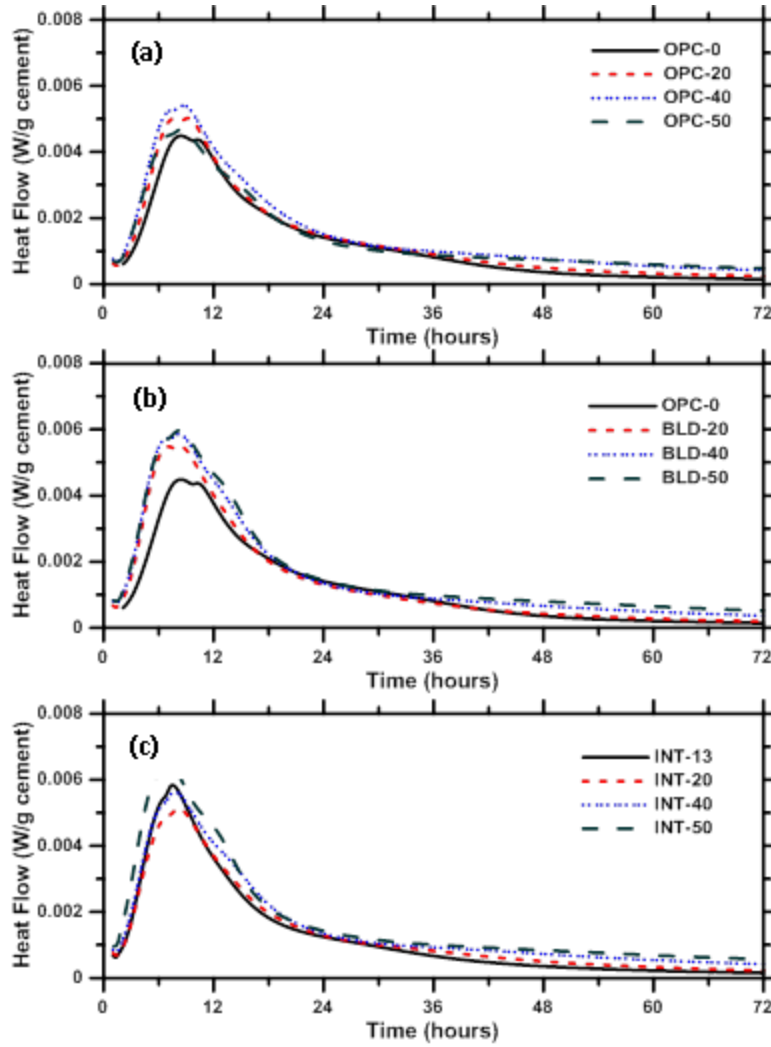 0.008
(a)
OPC-0
OPC-20
OPC-40
OPC-50
0.006
0.004
0.002
0
Heat Flow (W/g cement)
0 12 24 36 48 60 72
Time (hours)
0.008
(b)
OPC-0
BLD-20
BLD-40
BLD-50
0.006
0.004
0.002
0
Heat Flow (W/g cement)
0 12 24 36 48 60 72
Time (hours)
0.008
(c)
INT-13
INT-20
INT-40
INT-50
0.006
0.004
0.002
0
Heat Flow (W/g cement)
0 12 24 36 48 60 72
Time (hours)